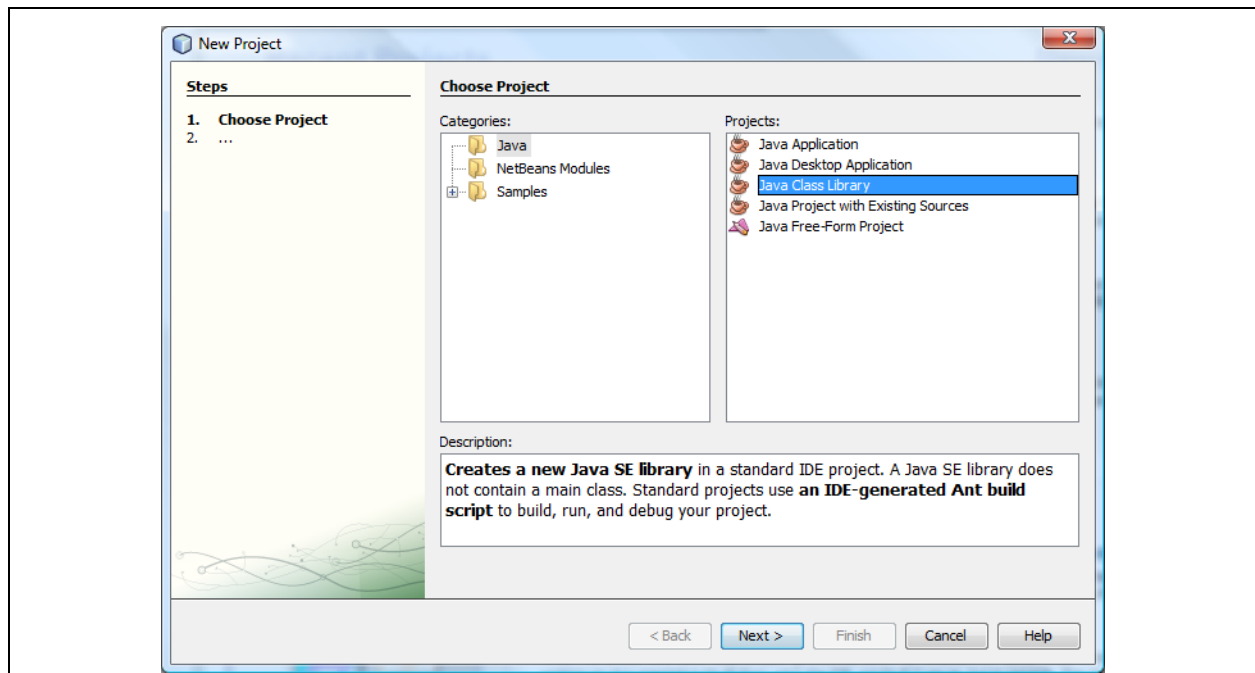 New Project
Steps
1. Choose Project
2. ...
Choose Project
Categories:
Java
NetBeans Modules
Samples
Projects:
Java Application
Java Desktop Application
Java Class Library
Java Project with Existing Sources
Java Free-Form Project
Description:
Creates a new Java SE library in a standard IDE project. A Java SE library does
not contain a main class. Standard projects use an IDE-generated Ant build
script to build, run, and debug your project.
< Back Next > Finish Cancel Help